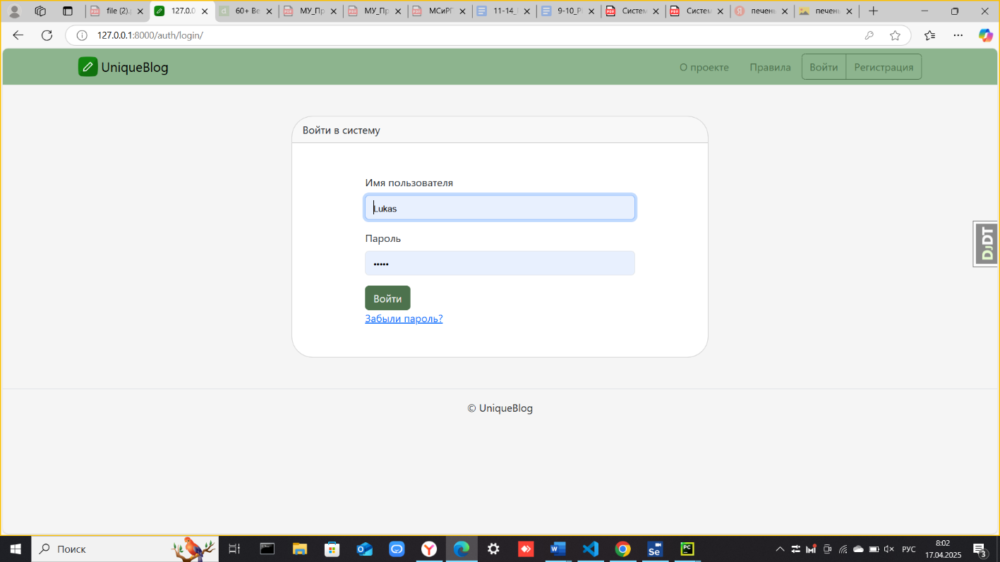 file (2).p
127.0.0
60+ Be
МУ_Пр
МУ_Пр
МСиРГ
11-14_
9-10_P
Систем
Систем
печень
печень
127.0.0.1:8000/auth/login/
UniqueBlog
О проекте
Правила
Войти
Регистрация
Войти в систему
Имя пользователя
Lukas
Пароль
•••••
Войти
Забыли пароль?
DJDT
© UniqueBlog
Поиск
РУС
8:02
17.04.2025
3